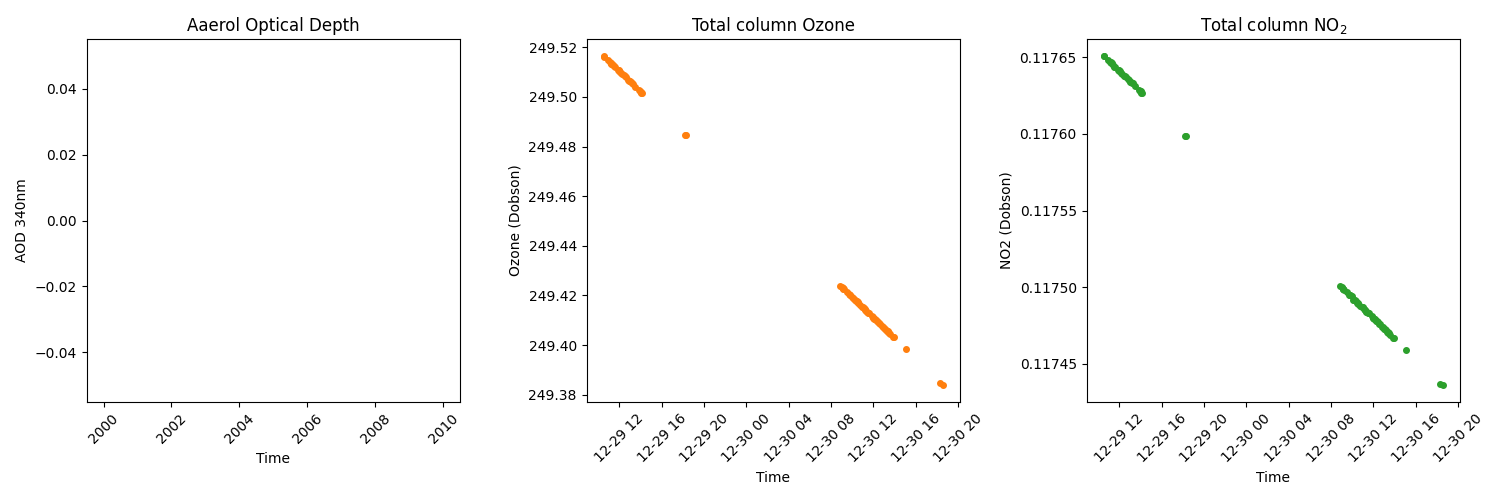 Aaerol Optical Depth
AOD 340nm
0.04
0.02
0.00
−0.02
−0.04
2000 2002 2004 2006 2008 2010
Time
Total column Ozone
Ozone (Dobson)
249.52
249.50
249.48
249.46
249.44
249.42
249.40
249.38
12-29 12 12-29 16 12-29 20 12-30 00 12-30 04 12-30 08 12-30 12 12-30 16 12-30 20
Time
Total column NO₂
NO2 (Dobson)
0.11765
0.11760
0.11755
0.11750
0.11745
12-29 12 12-29 16 12-29 20 12-30 00 12-30 04 12-30 08 12-30 12 12-30 16 12-30 20
Time